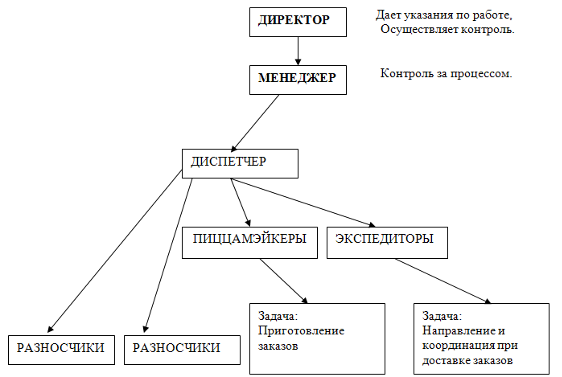 ДИРЕКТОР
Дает указания по работе,
Осуществляет контроль.
МЕНЕДЖЕР
Контроль за процессом.
ДИСПЕТЧЕР
ПИЦЦАМЭЙКЕРЫ
ЭКСПЕДИТОРЫ
Задача:
Приготовление
заказов
Задача:
Направление и
координация при
доставке заказов
РАЗНОСЧИКИ
РАЗНОСЧИКИ